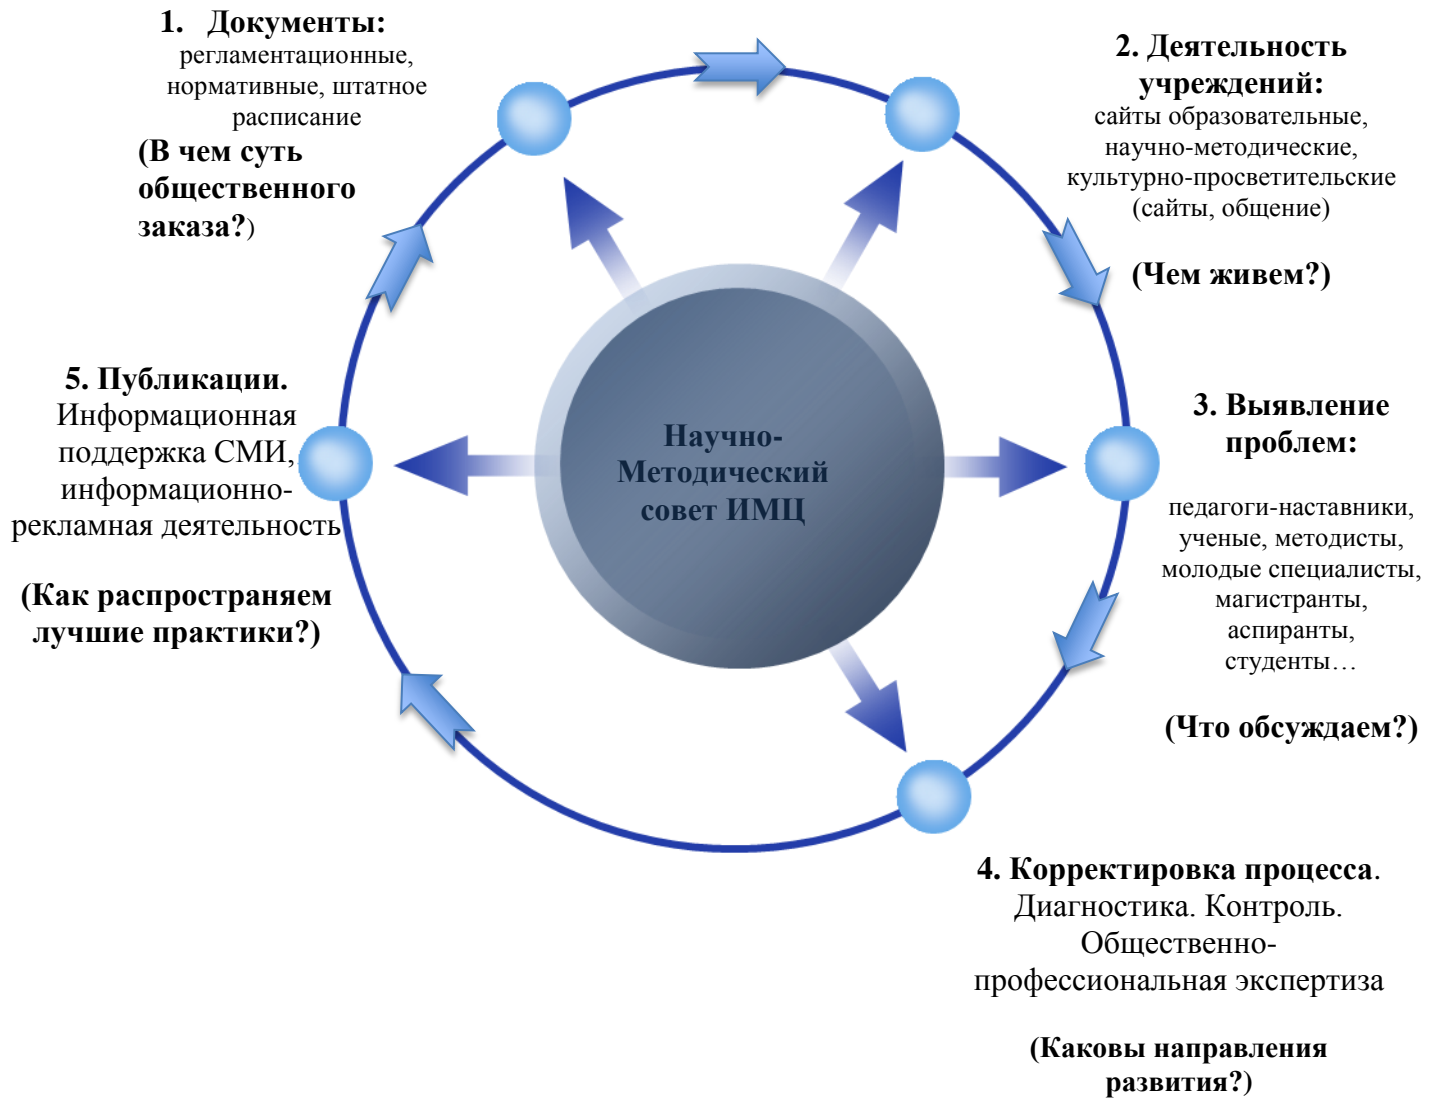 1. Документы:
регламентационные,
нормативные, штатное
расписание
(В чем суть
общественного
заказа?)
2. Деятельность
учреждений:
сайты образовательные,
научно-методические,
культурно-просветительские
(сайты, общение)
(Чем живем?)
3. Выявление
проблем:
педагоги-наставники,
ученые, методисты,
молодые специалисты,
магистранты,
аспиранты,
студенты…
(Что обсуждаем?)
4. Корректировка процесса.
Диагностика. Контроль.
Общественно-
профессиональная экспертиза
(Каковы направления
развития?)
5. Публикации.
Информационная
поддержка СМИ,
информационно-
рекламная деятельность
(Как распространяем
лучшие практики?)
Научно-
Методический
совет ИМЦ